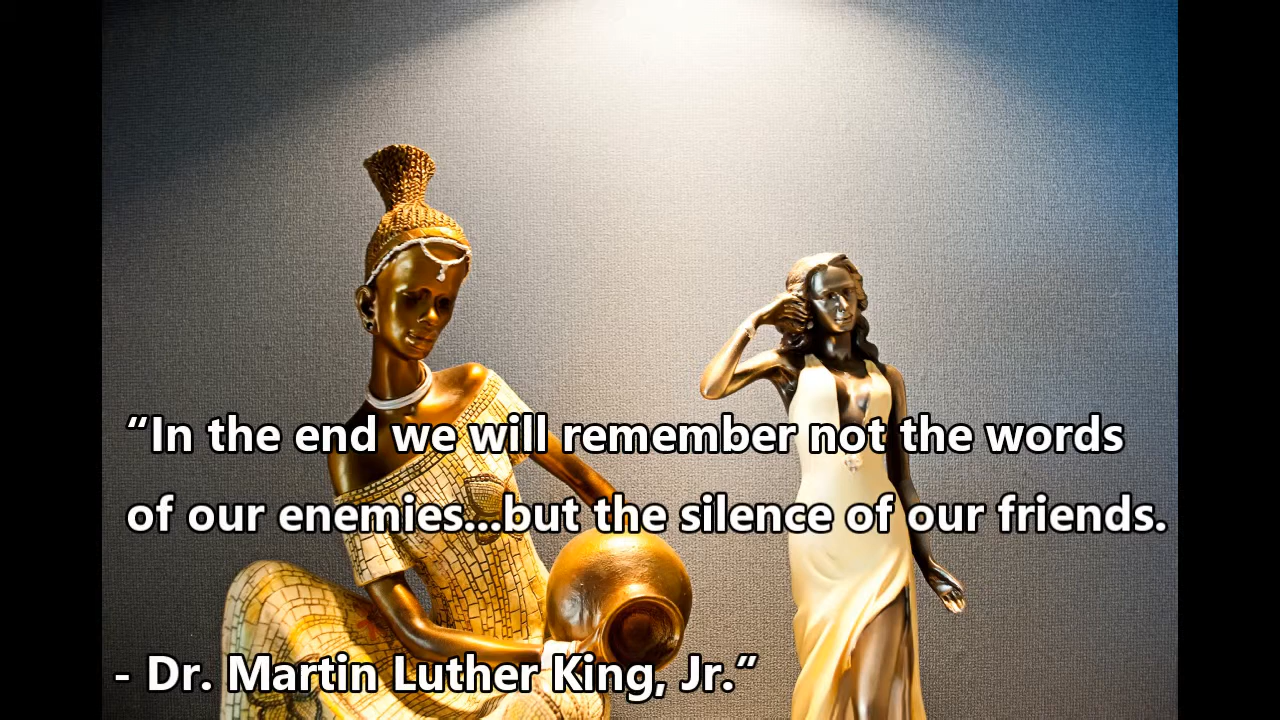 “In the end we will remember not the words
of our enemies...but the silence of our friends.
- Dr. Martin Luther King, Jr.”